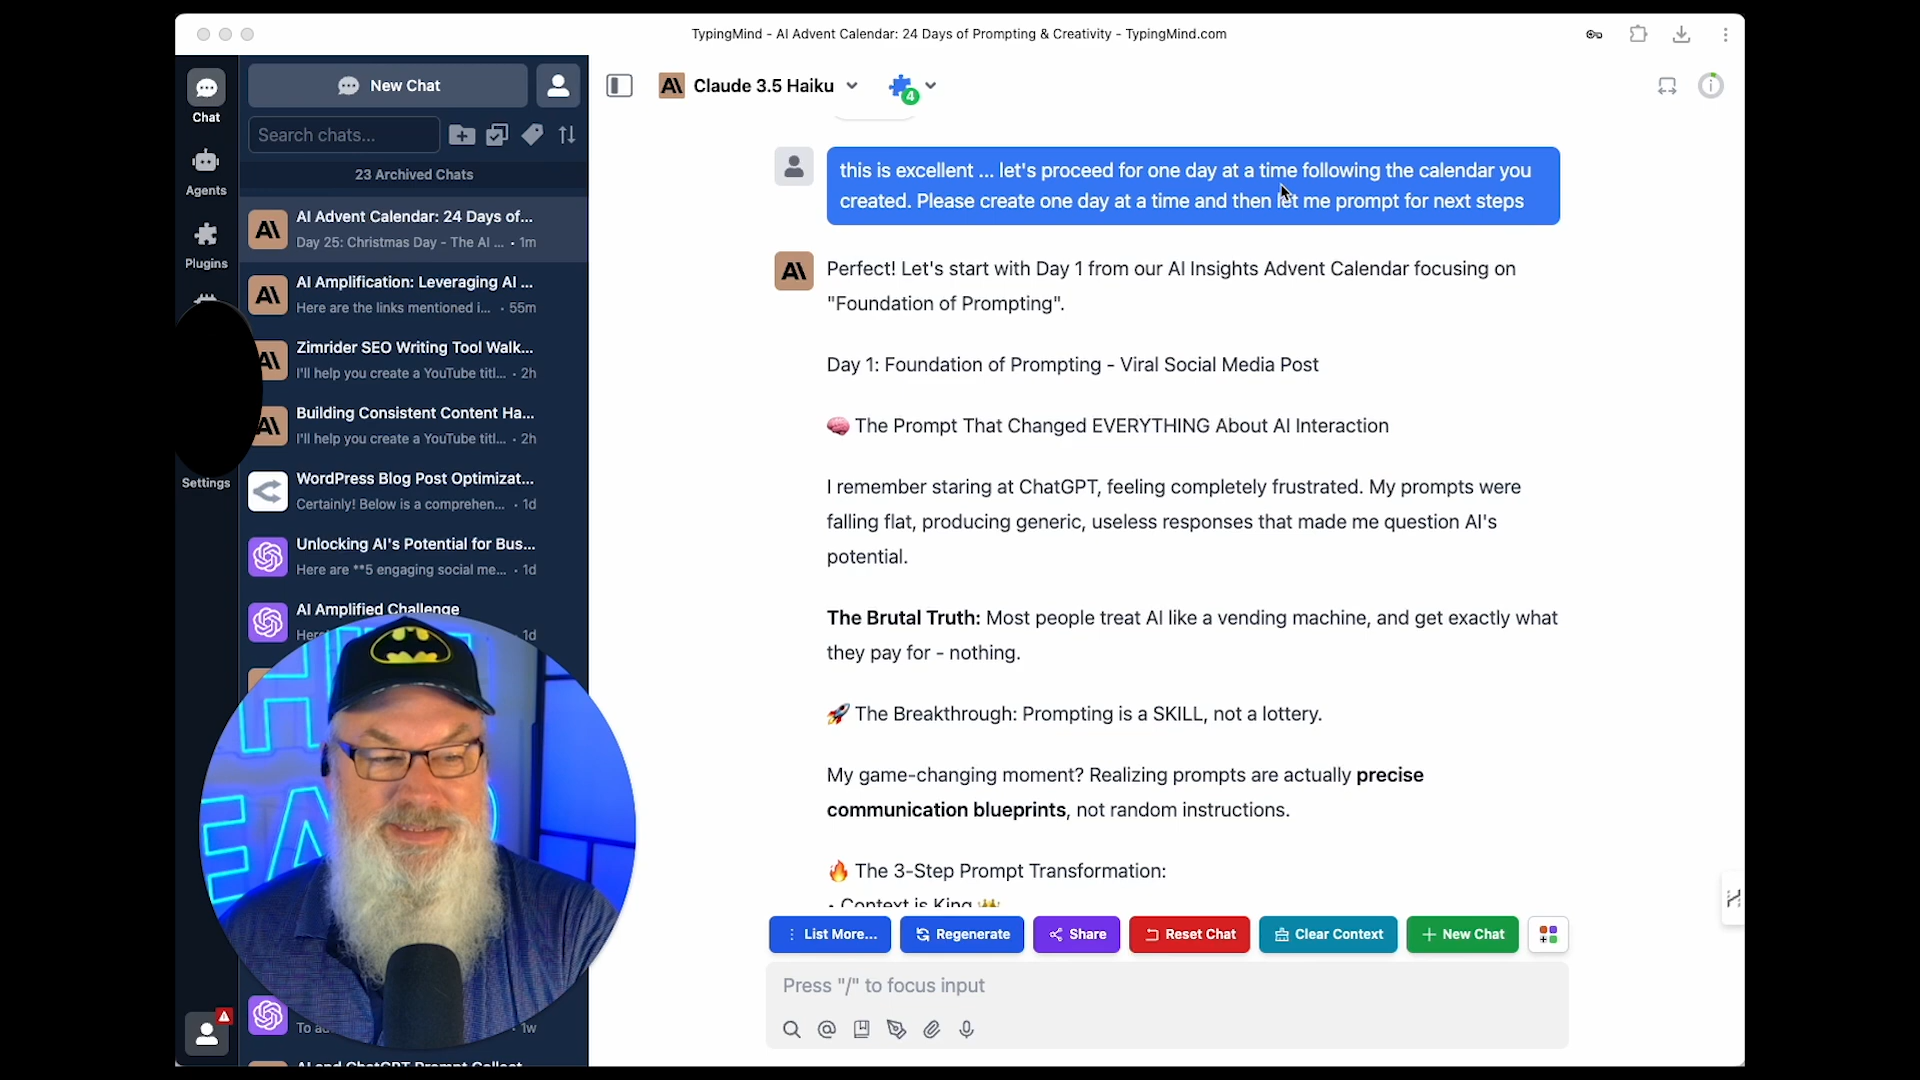 TypingMind - AI Advent Calendar: 24 Days of Prompting & Creativity - TypingMind.com
Chat
Agents
Plugins
Settings
New Chat
Search chats...
23 Archived Chats
AI Advent Calendar: 24 Days of...
Day 25: Christmas Day - The AI ... • 1m
AI Amplification: Leveraging AI ...
Here are the links mentioned i... • 55m
Zimrider SEO Writing Tool Walk...
I'll help you create a YouTube titl... • 2h
Building Consistent Content Ha...
I'll help you create a YouTube titl... • 2h
WordPress Blog Post Optimizat...
Certainly! Below is a comprehen... • 1d
Unlocking AI's Potential for Bus...
Here are **5 engaging social me... • 1d
AI Amplified Challenge
1d
1w
Claude 3.5 Haiku
4
this is excellent ... let's proceed for one day at a time following the calendar you
created. Please create one day at a time and then let me prompt for next steps
Perfect! Let's start with Day 1 from our AI Insights Advent Calendar focusing on
"Foundation of Prompting".
Day 1: Foundation of Prompting - Viral Social Media Post
🧠 The Prompt That Changed EVERYTHING About AI Interaction
I remember staring at ChatGPT, feeling completely frustrated. My prompts were
falling flat, producing generic, useless responses that made me question AI's
potential.
The Brutal Truth: Most people treat AI like a vending machine, and get exactly what
they pay for - nothing.
🚀 The Breakthrough: Prompting is a SKILL, not a lottery.
My game-changing moment? Realizing prompts are actually precise
communication blueprints, not random instructions.
🔥 The 3-Step Prompt Transformation:
• Context is King 👑
List More...
Regenerate
Share
Reset Chat
Clear Context
New Chat
Press "/" to focus input